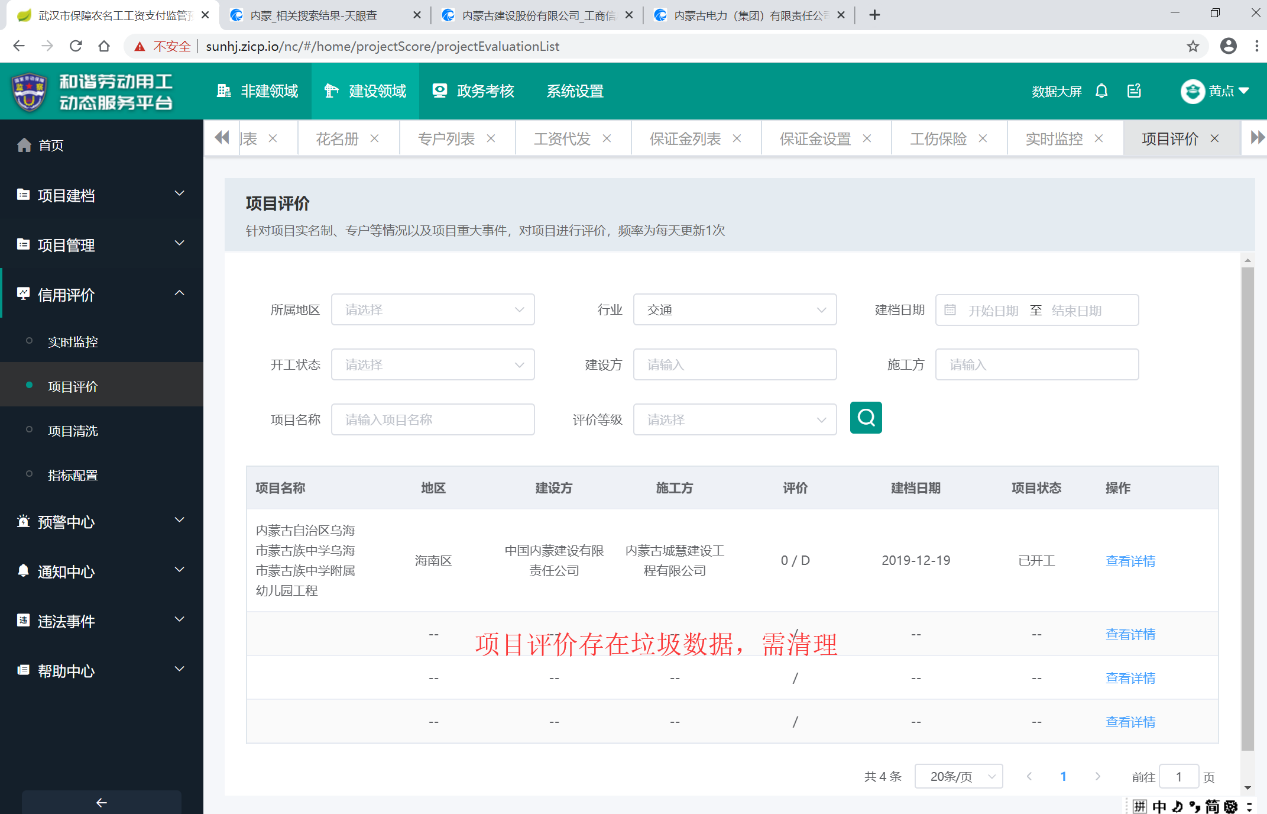 武汉市保障农名工工资支付监管
内蒙_相关搜索结果-天眼查
内蒙古建设股份有限公司_工商信
内蒙古电力（集团）有限责任公司
不安全
sunhj.zicp.io/nc/#/home/projectScore/projectEvaluationList
和谐劳动用工
动态服务平台
非建领域
建设领域
政务考核
系统设置
数据大屏
黄点
首页
项目建档
项目管理
信用评价
实时监控
项目评价
项目清洗
指标配置
预警中心
通知中心
违法事件
帮助中心
表
花名册
专户列表
工资代发
保证金列表
保证金设置
工伤保险
实时监控
项目评价
项目评价
针对项目实名制、专户等情况以及项目重大事件，对项目进行评价，频率为每天更新1次
所属地区 请选择 行业 交通 建档日期 开始日期 至 结束日期
开工状态 请选择 建设方 请输入 施工方 请输入
项目名称 请输入项目名称 评价等级 请选择
项目名称 地区 建设方 施工方 评价 建档日期 项目状态 操作
内蒙古自治区乌海
市蒙古族中学乌海
市蒙古族中学附属
幼儿园工程
海南区
中国内蒙建设有限
责任公司
内蒙古城慧建设工
程有限公司
0 / D
2019-12-19
已开工
查看详情
-- -- -- / -- -- 查看详情
项目评价存在垃圾数据，需清理
-- -- -- / -- -- 查看详情
-- -- -- / -- -- 查看详情
共 4 条 20条/页 1 前往 1 页
拼 中 简